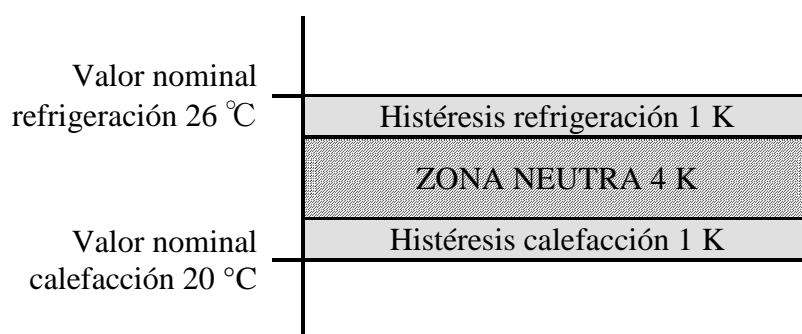 Valor nominal
refrigeración 26 ℃
Histéresis refrigeración 1 K
ZONA NEUTRA 4 K
Histéresis calefacción 1 K
Valor nominal
calefacción 20 °C